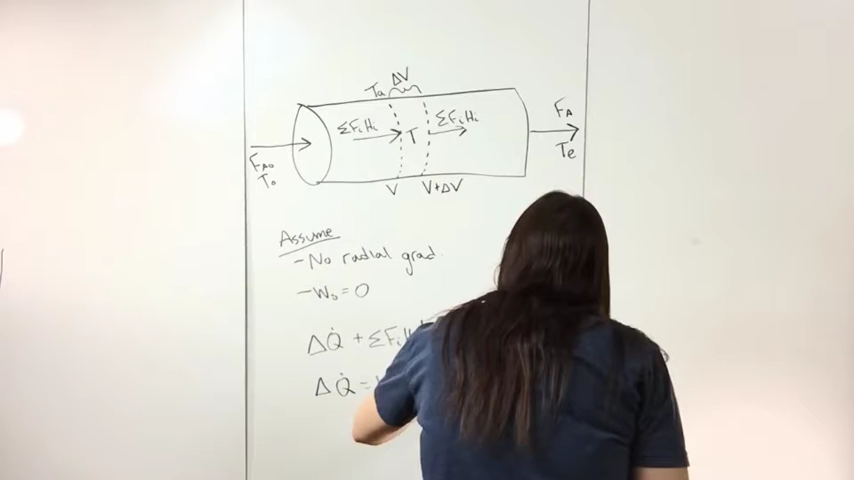 Ta ΔV
ΣFiHi T ΣFiHi
FA
Te
FA0
T0
V V+ΔV
Assume
-No radial grad.
-Ws=0
ΔQ̇ + ΣFi
ΔQ̇ =